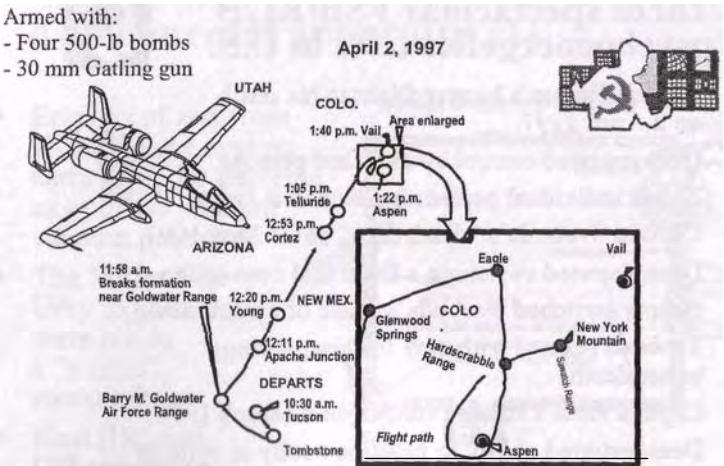 Armed with:
- Four 500-lb bombs
- 30 mm Gatling gun
April 2, 1997
UTAH
COLO.
Area enlarged
1:40 p.m. Vail
1:05 p.m.
Telluride
1:22 p.m.
Aspen
12:53 p.m.
Cortez
ARIZONA
11:58 a.m.
Breaks formation
near Goldwater Range
12:20 p.m.
Young
NEW MEX.
12:11 p.m.
Apache Junction
DEPARTS
10:30 a.m.
Tucson
Barry M. Goldwater
Air Force Range
Tombstone
Eagle
Vail
COLO
Glenwood
Springs
New York
Mountain
Hardscrabble
Range
Sawatch Range
Flight path
Aspen